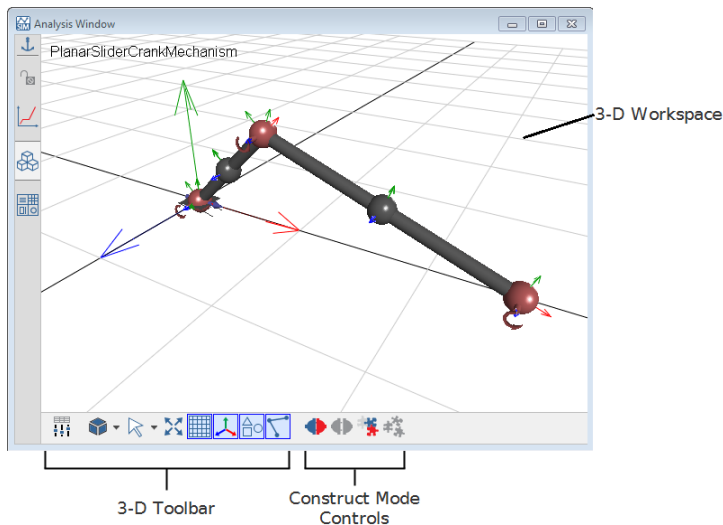 Analysis Window
PlanarSliderCrankMechanism
3-D Workspace
3-D Toolbar
Construct Mode
Controls